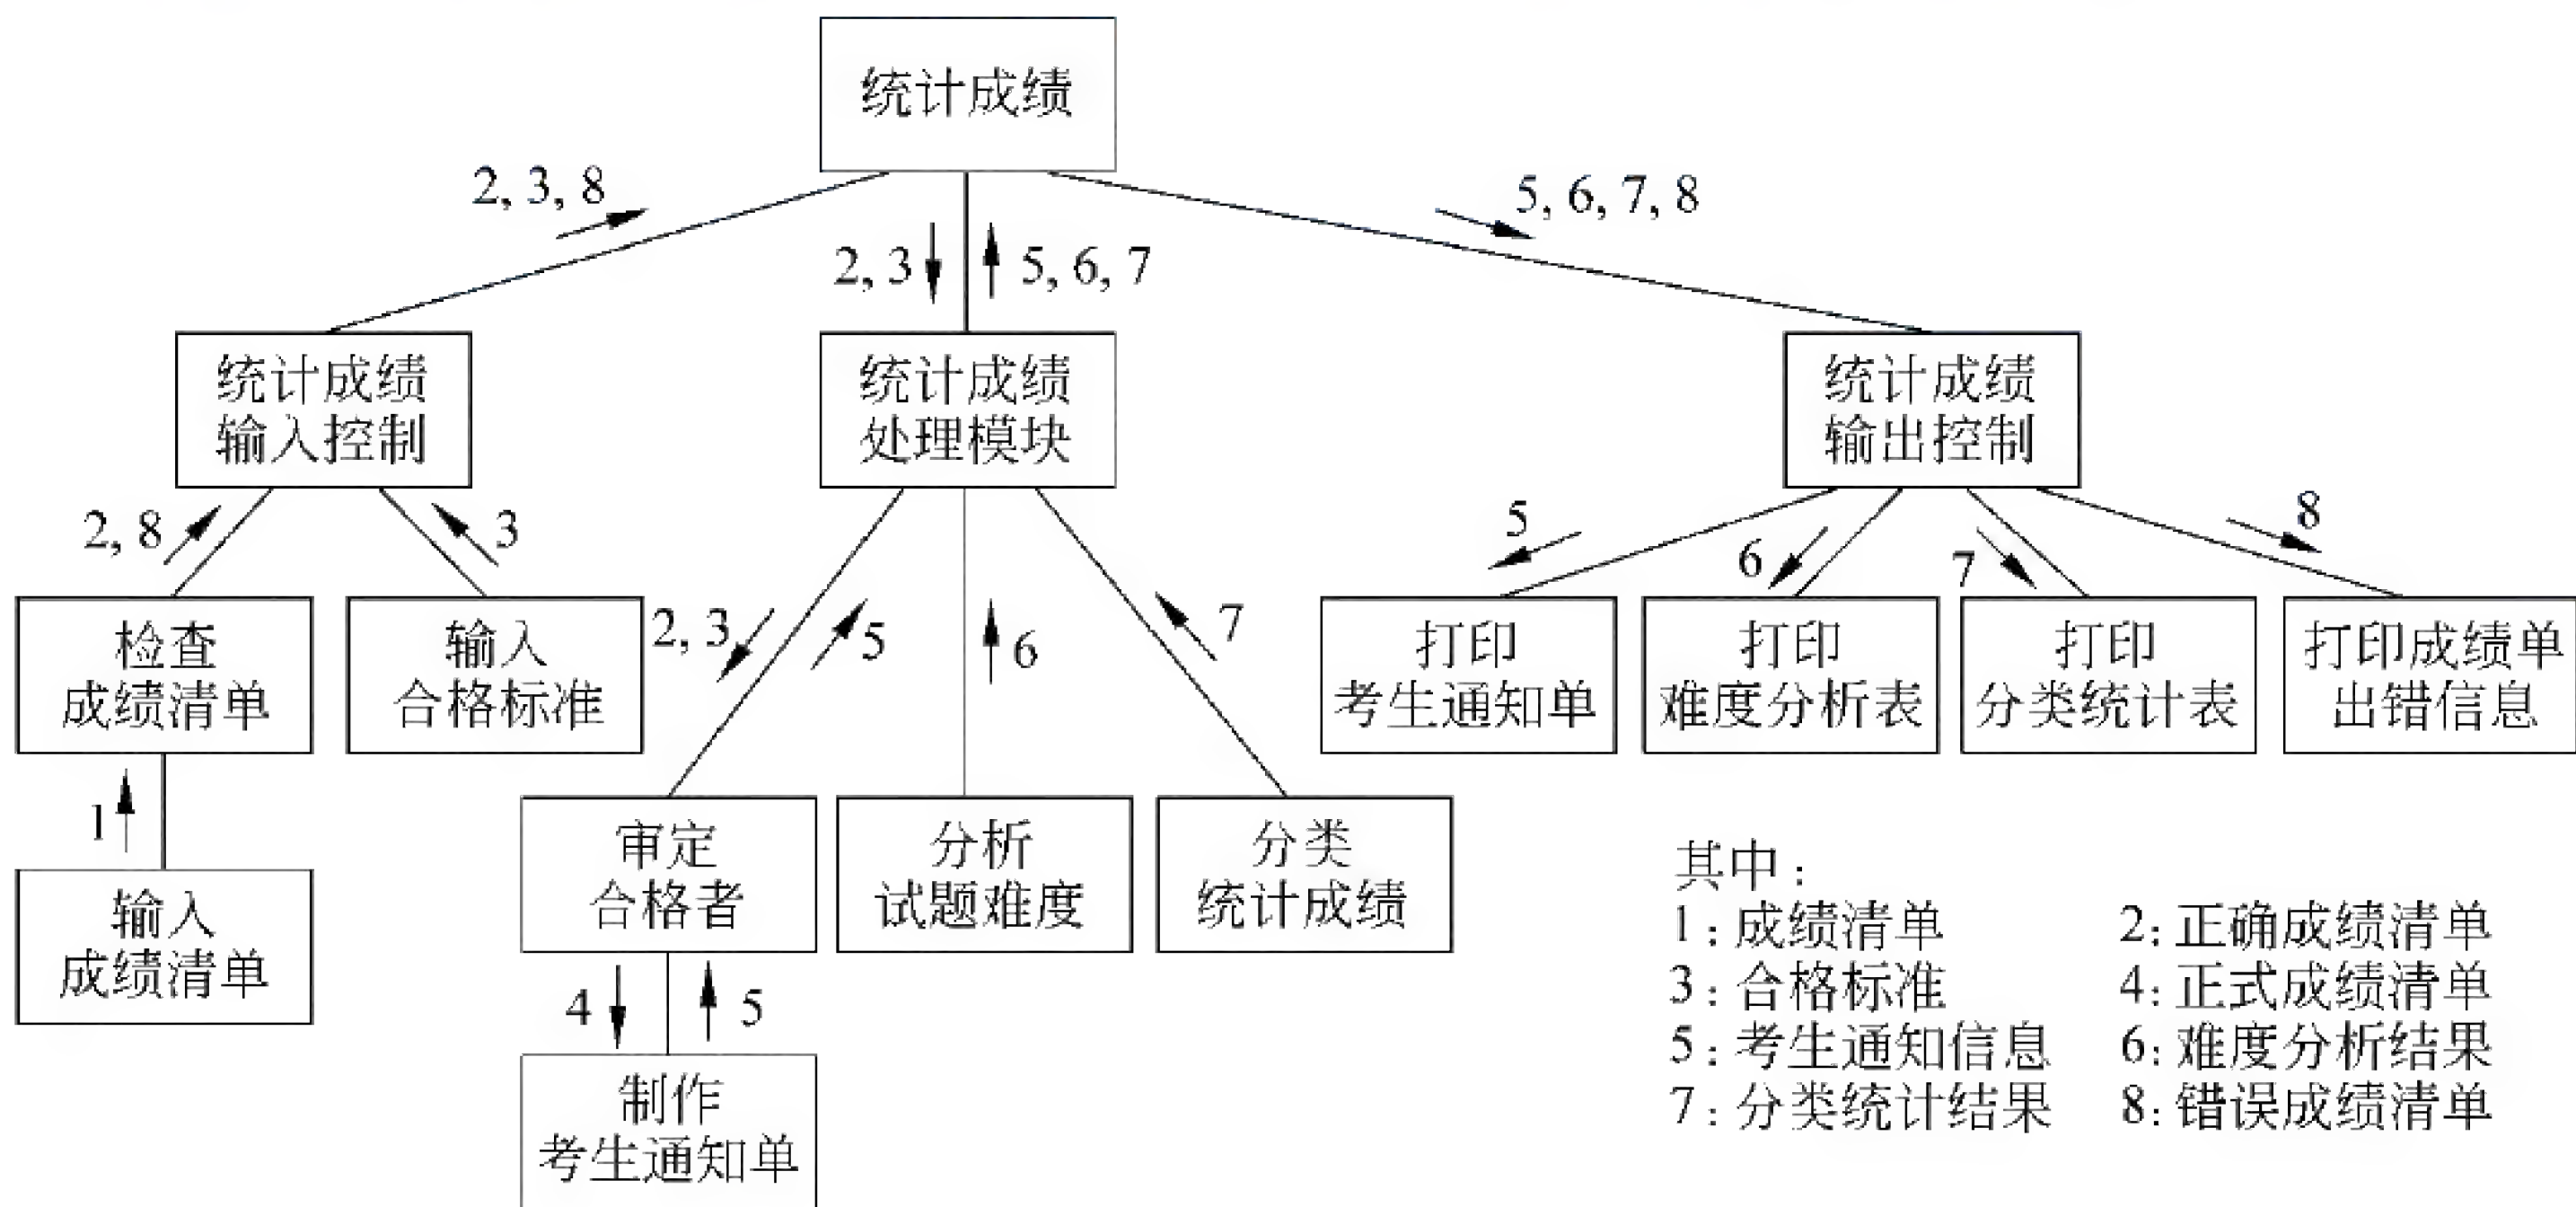 统计成绩
2, 3, 8
5, 6, 7, 8
2, 3
5, 6, 7
统计成绩
输入控制
统计成绩
处理模块
统计成绩
输出控制
2, 8
3
5
6
7
8
检查
成绩清单
输入
合格标准
2, 3
5
6
7
打印
考生通知单
打印
难度分析表
打印
分类统计表
打印成绩单
出错信息
1
输入
成绩清单
审定
合格者
分析
试题难度
分类
统计成绩
4
5
制作
考生通知单
其中：
1：成绩清单 2：正确成绩清单
3：合格标准 4：正式成绩清单
5：考生通知信息 6：难度分析结果
7：分类统计结果 8：错误成绩清单